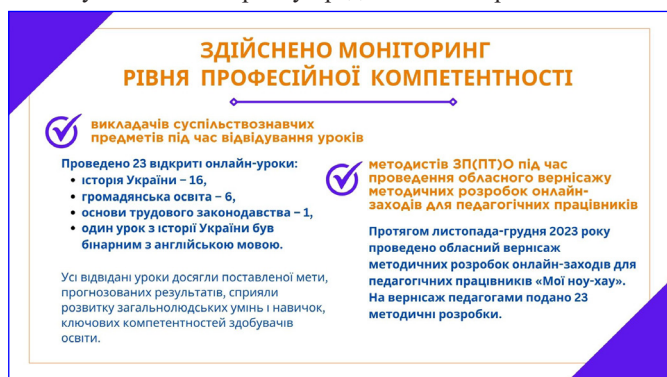 ЗДІЙСНЕНО МОНІТОРИНГ
РІВНЯ ПРОФЕСІЙНОЇ КОМПЕТЕНТНОСТІ
викладачів суспільствознавчих
предметів під час відвідування уроків
Проведено 23 відкриті онлайн-уроки:
• історія України – 16,
• громадянська освіта – 6,
• основи трудового законодавства – 1,
• один урок з історії України був
бінарним з англійською мовою.
Усі відвідані уроки досягли поставленої мети,
прогнозованих результатів, сприяли
розвитку загальнолюдських умінь і навичок,
ключових компетентностей здобувачів
освіти.
методистів ЗП(ПТ)О під час
проведення обласного вернісажу
методичних розробок онлайн-
заходів для педагогічних працівників
Протягом листопада-грудня 2023 року
проведено обласний вернісаж
методичних розробок онлайн-заходів для
педагогічних працівників «Мої ноу-хау».
На вернісаж педагогами подано 23
методичні розробки.